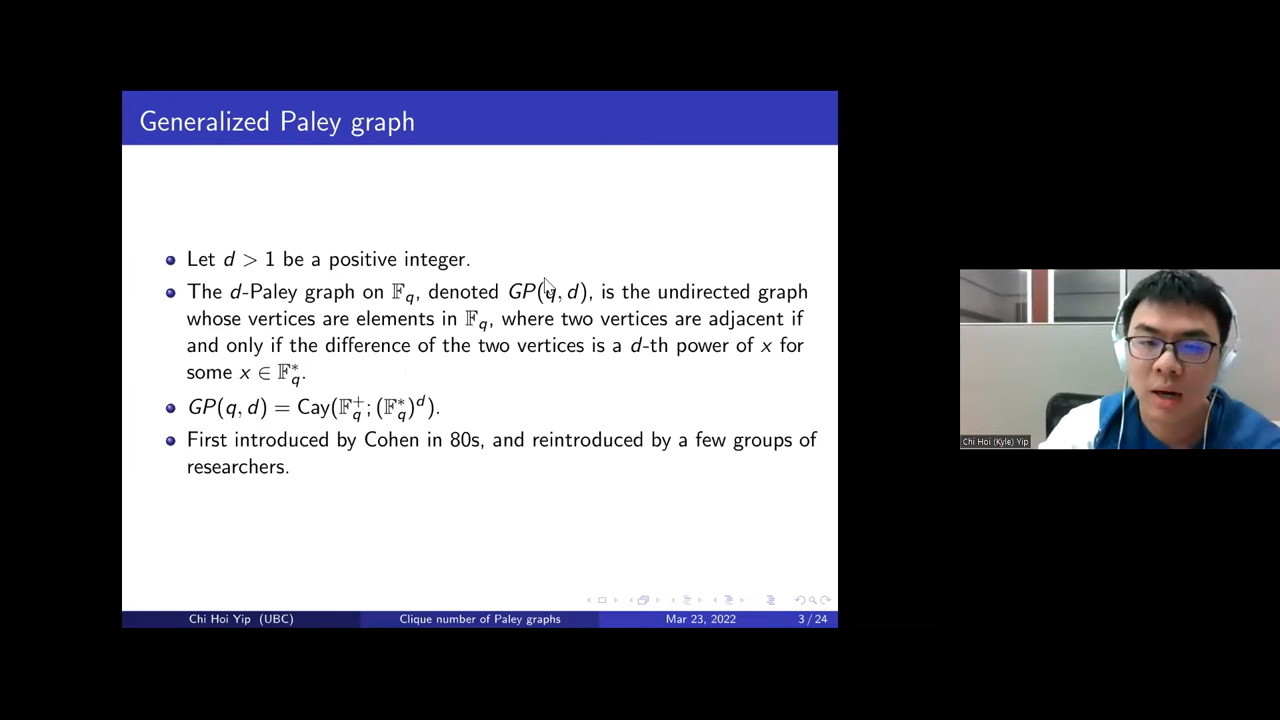 Generalized Paley graph
Let d > 1 be a positive integer.
The d-Paley graph on 𝔽_q, denoted GP(q, d), is the undirected graph
whose vertices are elements in 𝔽_q, where two vertices are adjacent if
and only if the difference of the two vertices is a d-th power of x for
some x ∈ 𝔽_q^*.
GP(q, d) = Cay(𝔽_q^+; (𝔽_q^*)^d).
First introduced by Cohen in 80s, and reintroduced by a few groups of
researchers.
Chi Hoi Yip (UBC)
Clique number of Paley graphs
Mar 23, 2022
3 / 24
Chi Hoi (Kyle) Yip